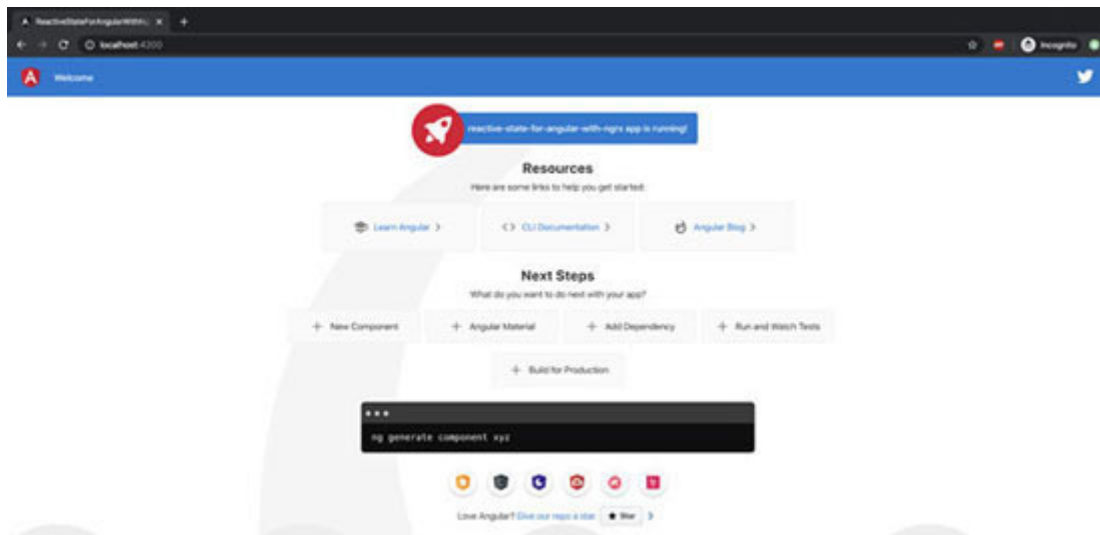 ReactiveStateForAngularWithN
localhost:4200
Incognito
Welcome
reactive-state-for-angular-with-ngrx app is running!
Resources
Here are some links to help you get started:
Learn Angular >
<> CLI Documentation >
Angular Blog >
Next Steps
What do you want to do next with your app?
+ New Component
+ Angular Material
+ Add Dependency
+ Run and Watch Tests
+ Build for Production
ng generate component xyz
Love Angular? Give our repo a star. ★ Star >